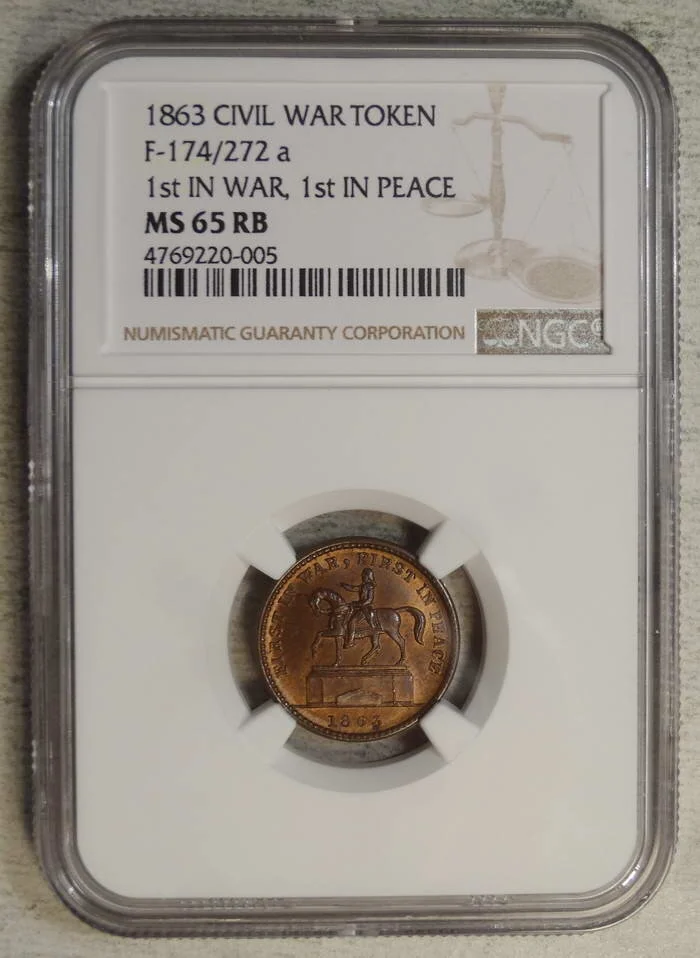 1863 CIVIL WAR TOKEN
F-174/272 a
1st IN WAR, 1st IN PEACE
MS 65 RB
4769220-005
NUMISMATIC GUARANTY CORPORATION
NGC
FIRST IN WAR, FIRST IN PEACE
1863